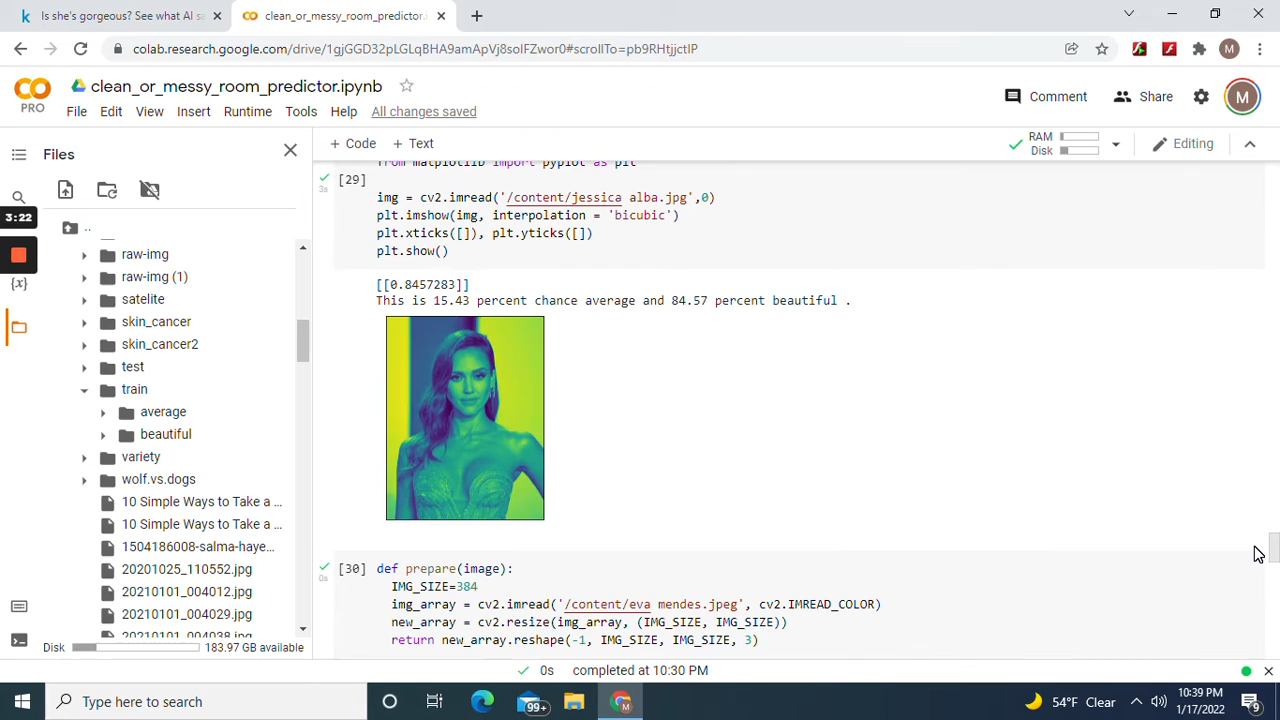 Is she's gorgeous? See what AI sa
clean_or_messy_room_predictor.
colab.research.google.com/drive/1gjGGD32pLGLqBHA9amApVj8soIFZwor0#scrollTo=pb9RHtjjctIP
M
clean_or_messy_room_predictor.ipynb
PRO
File Edit View Insert Runtime Tools Help All changes saved
Comment Share M
Files
+ Code + Text
RAM
Disk
Editing
..
raw-img
raw-img (1)
satelite
skin_cancer
skin_cancer2
test
train
average
beautiful
variety
wolf.vs.dogs
10 Simple Ways to Take a ...
10 Simple Ways to Take a ...
1504186008-salma-haye...
20201025_110552.jpg
20210101_004012.jpg
20210101_004029.jpg
20210101_004038.jpg
Disk 183.97 GB available
3:22
{x}
from matplotlib import pyplot as plt
[29]
3s
img = cv2.imread('/content/jessica alba.jpg',0)
plt.imshow(img, interpolation = 'bicubic')
plt.xticks([]), plt.yticks([])
plt.show()
[[0.8457283]]
This is 15.43 percent chance average and 84.57 percent beautiful .
[30] def prepare(image):
0s
IMG_SIZE=384
img_array = cv2.imread('/content/eva mendes.jpeg', cv2.IMREAD_COLOR)
new_array = cv2.resize(img_array, (IMG_SIZE, IMG_SIZE))
return new_array.reshape(-1, IMG_SIZE, IMG_SIZE, 3)
0s completed at 10:30 PM
Type here to search
99+
54°F Clear
10:39 PM
1/17/2022
9